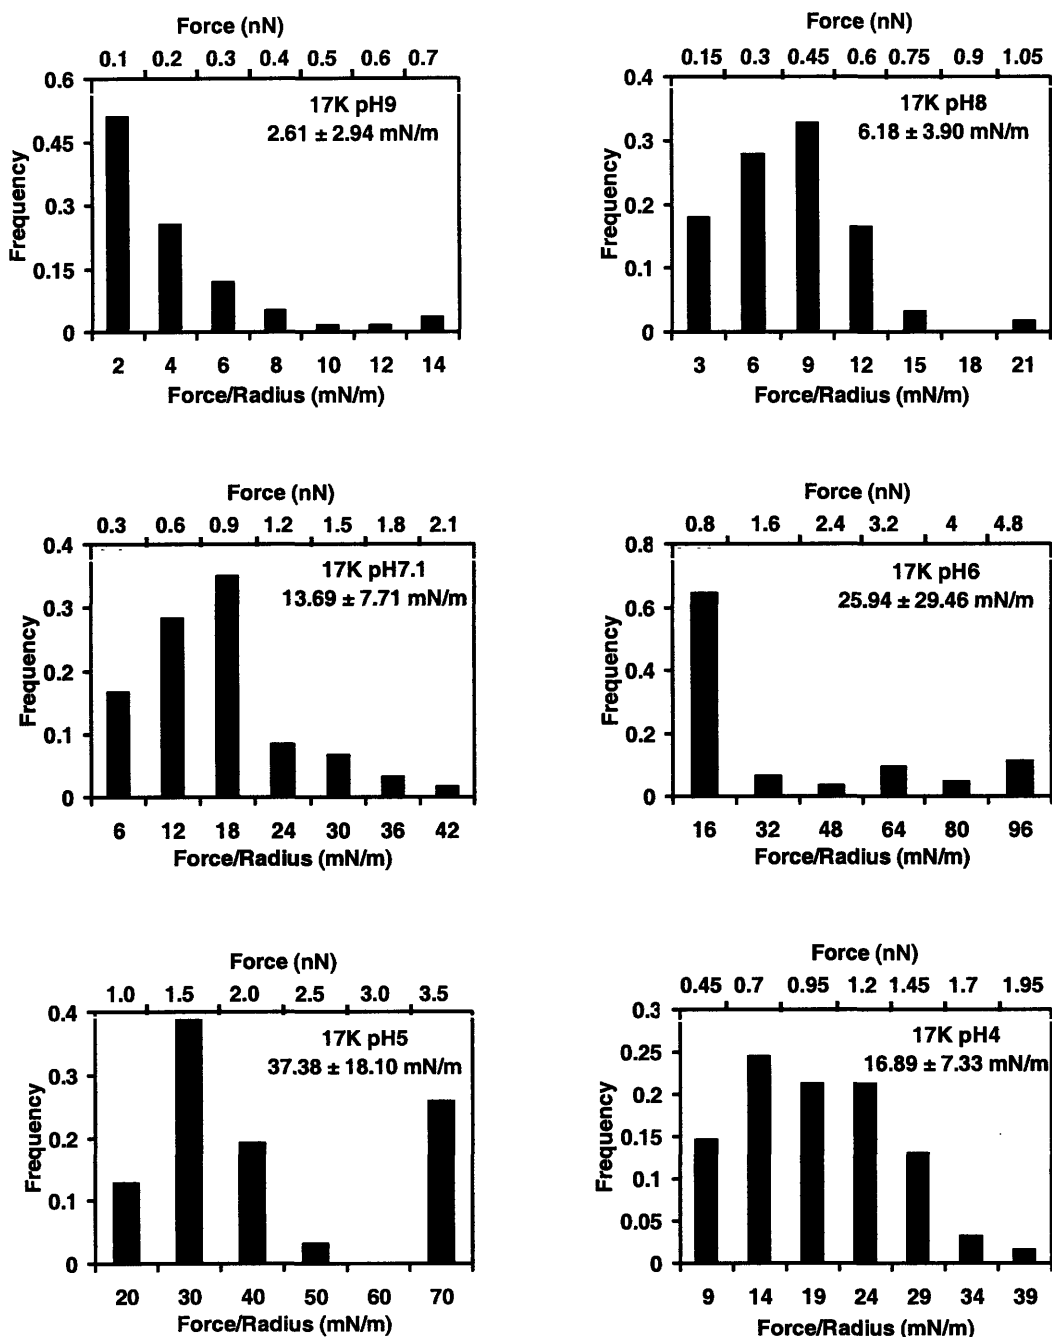 Force (nN)
0.1 0.2 0.3 0.4 0.5 0.6 0.7
0.6
17K pH9
2.61 ± 2.94 mN/m
0.45
0.3
0.15
0
Frequency
2 4 6 8 10 12 14
Force/Radius (mN/m)
Force (nN)
0.15 0.3 0.45 0.6 0.75 0.9 1.05
0.4
17K pH8
6.18 ± 3.90 mN/m
0.3
0.2
0.1
0
Frequency
3 6 9 12 15 18 21
Force/Radius (mN/m)
Force (nN)
0.3 0.6 0.9 1.2 1.5 1.8 2.1
0.4
17K pH7.1
13.69 ± 7.71 mN/m
0.3
0.2
0.1
0
Frequency
6 12 18 24 30 36 42
Force/Radius (mN/m)
Force (nN)
0.8 1.6 2.4 3.2 4 4.8
0.8
17K pH6
25.94 ± 29.46 mN/m
0.6
0.4
0.2
0
Frequency
16 32 48 64 80 96
Force/Radius (mN/m)
Force (nN)
1.0 1.5 2.0 2.5 3.0 3.5
0.4
17K pH5
37.38 ± 18.10 mN/m
0.3
0.2
0.1
0
Frequency
20 30 40 50 60 70
Force/Radius (mN/m)
Force (nN)
0.45 0.7 0.95 1.2 1.45 1.7 1.95
0.3
17K pH4
16.89 ± 7.33 mN/m
0.25
0.2
0.15
0.1
0.05
0
Frequency
9 14 19 24 29 34 39
Force/Radius (mN/m)